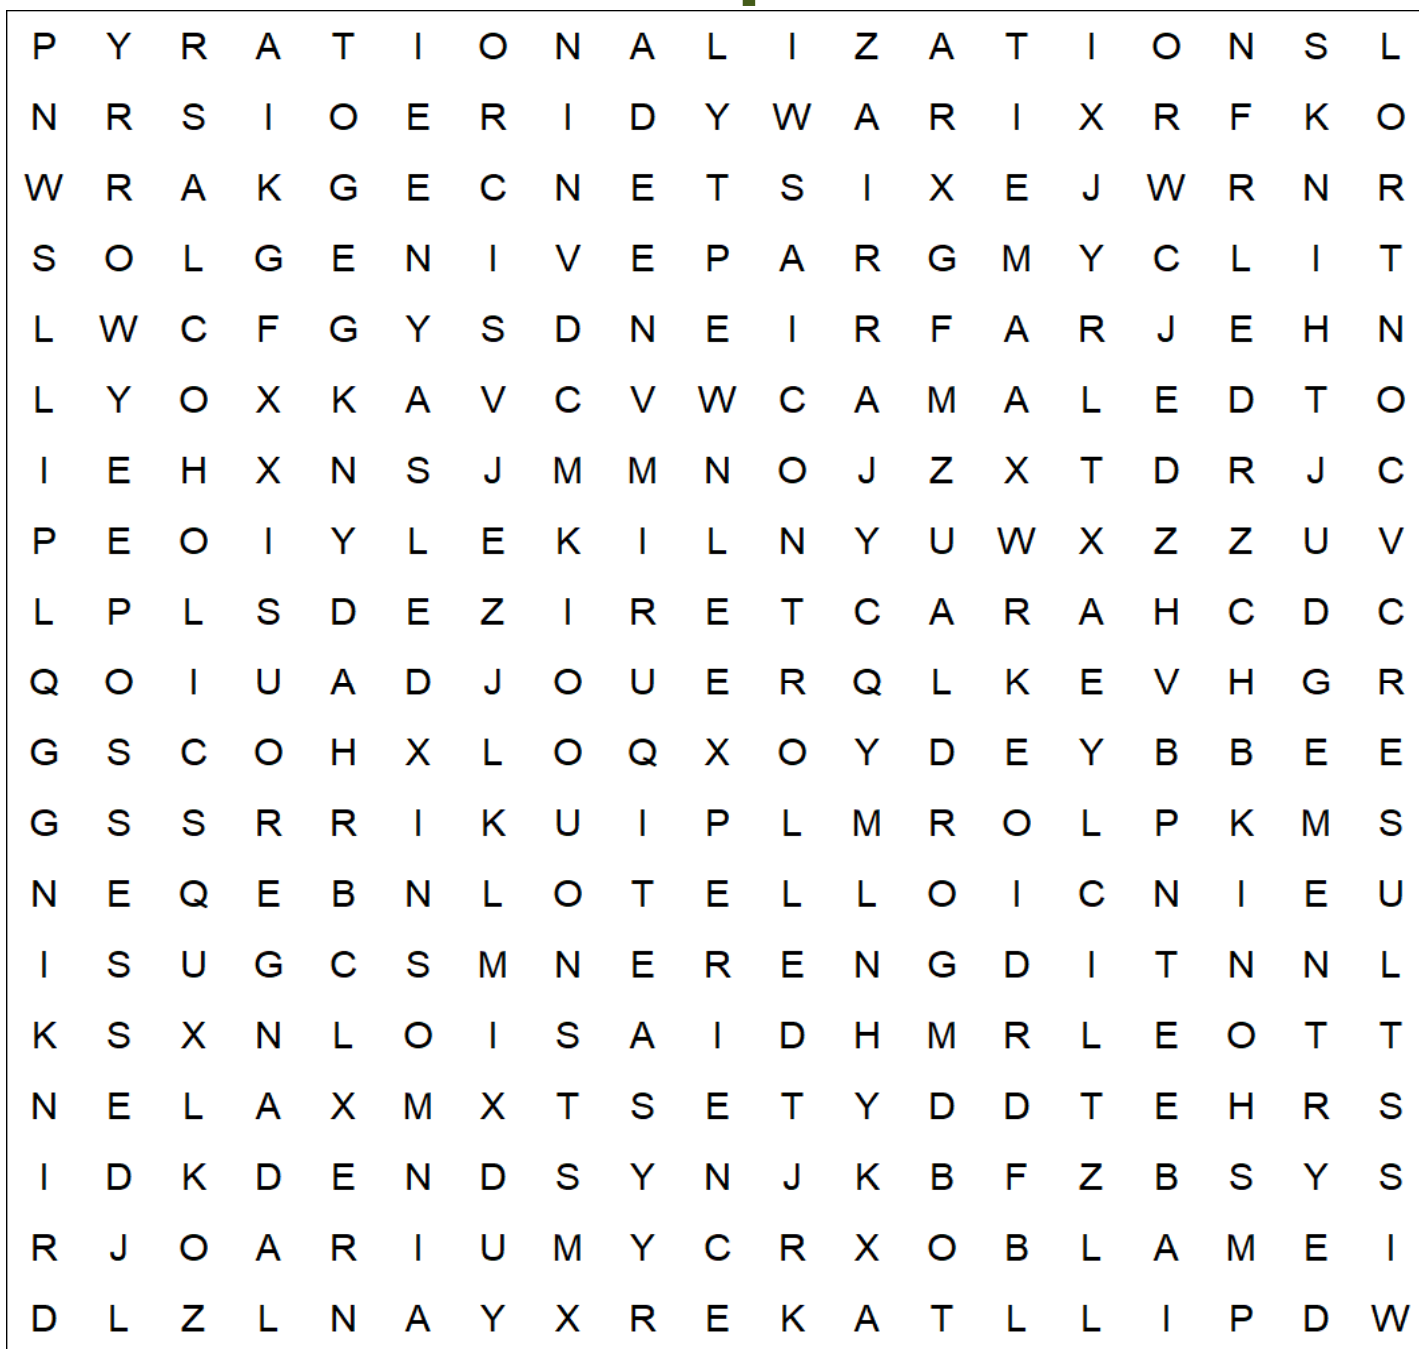 P Y R A T I O N A L I Z A T I O N S L
N R S I O E R I D Y W A R I X R F K O
W R A K G E C N E T S I X E J W R N R
S O L G E N I V E P A R G M Y C L I T
L W C F G Y S D N E I R F A R J E H N
L Y O X K A V C V W C A M A L E D T O
I E H X N S J M M N O J Z X T D R J C
P E O I Y L E K I L N Y U W X Z Z U V
L P L S D E Z I R E T C A R A H C D C
Q O I U A D J O U E R Q L K E V H G R
G S C O H X L O Q X O Y D E Y B B E E
G S S R R I K U I P L M R O L P K M S
N E Q E B N L O T E L L O I C N I E U
I S U G C S M N E R E N G D I T N N L
K S X N L O I S A I D H M R L E O T T
N E L A X M X T S E T Y D D T E H R S
I D K D E N D S Y N J K B F Z B S Y S
R J O A R I U M Y C R X O B L A M E I
D L Z L N A Y X R E K A T L L I P D W